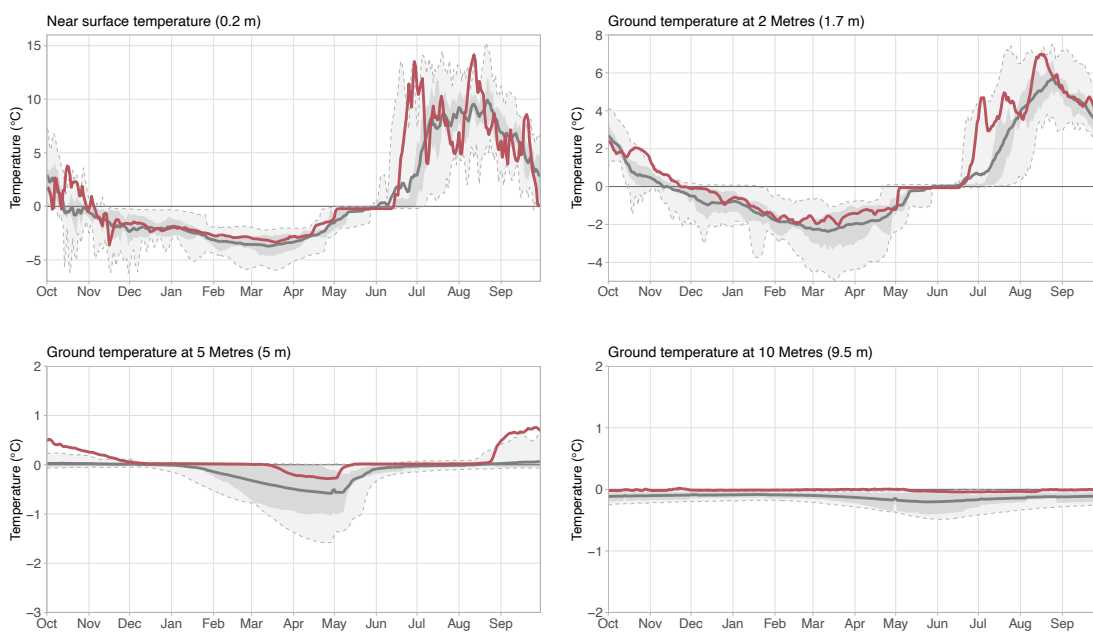 Near surface temperature (0.2 m)
Temperature (°C)
15
10
5
0
−5
Oct Nov Dec Jan Feb Mar Apr May Jun Jul Aug Sep
Ground temperature at 2 Metres (1.7 m)
Temperature (°C)
8
6
4
2
0
−2
−4
Oct Nov Dec Jan Feb Mar Apr May Jun Jul Aug Sep
Ground temperature at 5 Metres (5 m)
Temperature (°C)
2
1
0
−1
−2
−3
Oct Nov Dec Jan Feb Mar Apr May Jun Jul Aug Sep
Ground temperature at 10 Metres (9.5 m)
Temperature (°C)
2
1
0
−1
−2
Oct Nov Dec Jan Feb Mar Apr May Jun Jul Aug Sep